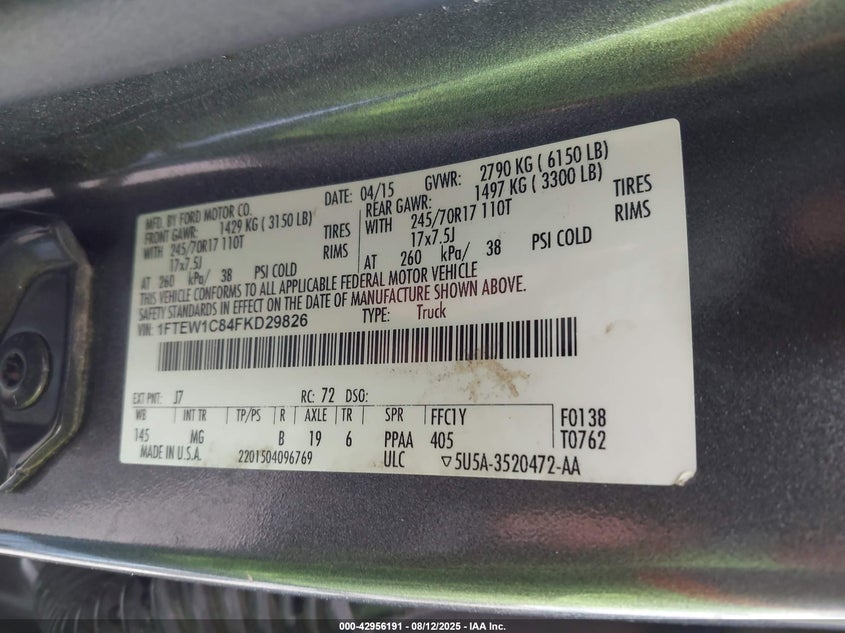 MFD. BY FORD MOTOR CO.
DATE: 04/15 GVWR: 2790 KG ( 6150 LB)
FRONT GAWR: 1429 KG ( 3150 LB) REAR GAWR: 1497 KG ( 3300 LB)
WITH 245/70R17 110T TIRES WITH 245/70R17 110T TIRES
17x7.5J RIMS 17x7.5J RIMS
AT 260 kPa/ 38 PSI COLD AT 260 kPa/ 38 PSI COLD
THIS VEHICLE CONFORMS TO ALL APPLICABLE FEDERAL MOTOR VEHICLE
SAFETY STANDARDS IN EFFECT ON THE DATE OF MANUFACTURE SHOWN ABOVE.
VIN: 1FTEW1C84FKD29826 TYPE: Truck
EXT PNT: J7 RC: 72 DSO:
WB INT TR TP/PS R AXLE TR SPR FFC1Y F0138
145 MG B 19 6 PPAA 405 T0762
MADE IN U.S.A. 2201504096769 ULC ▽5U5A-3520472-AA
000-42956191 - 08/12/2025 - IAA Inc.